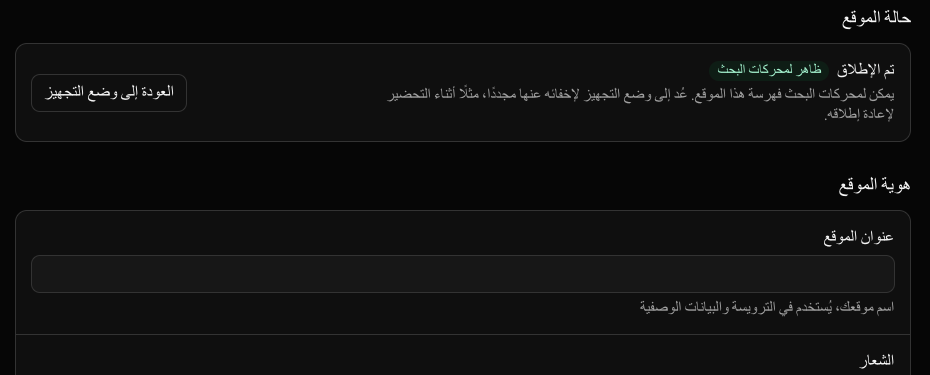 حالة الموقع
تم الإطلاق ظاهر لمحركات البحث
يمكن لمحركات البحث فهرسة هذا الموقع. عُد إلى وضع التجهيز لإخفائه عنها مجددًا، مثلًا أثناء التحضير
لإعادة إطلاقه.
العودة إلى وضع التجهيز
هوية الموقع
عنوان الموقع
اسم موقعك، يُستخدم في الترويسة والبيانات الوصفية
الشعار